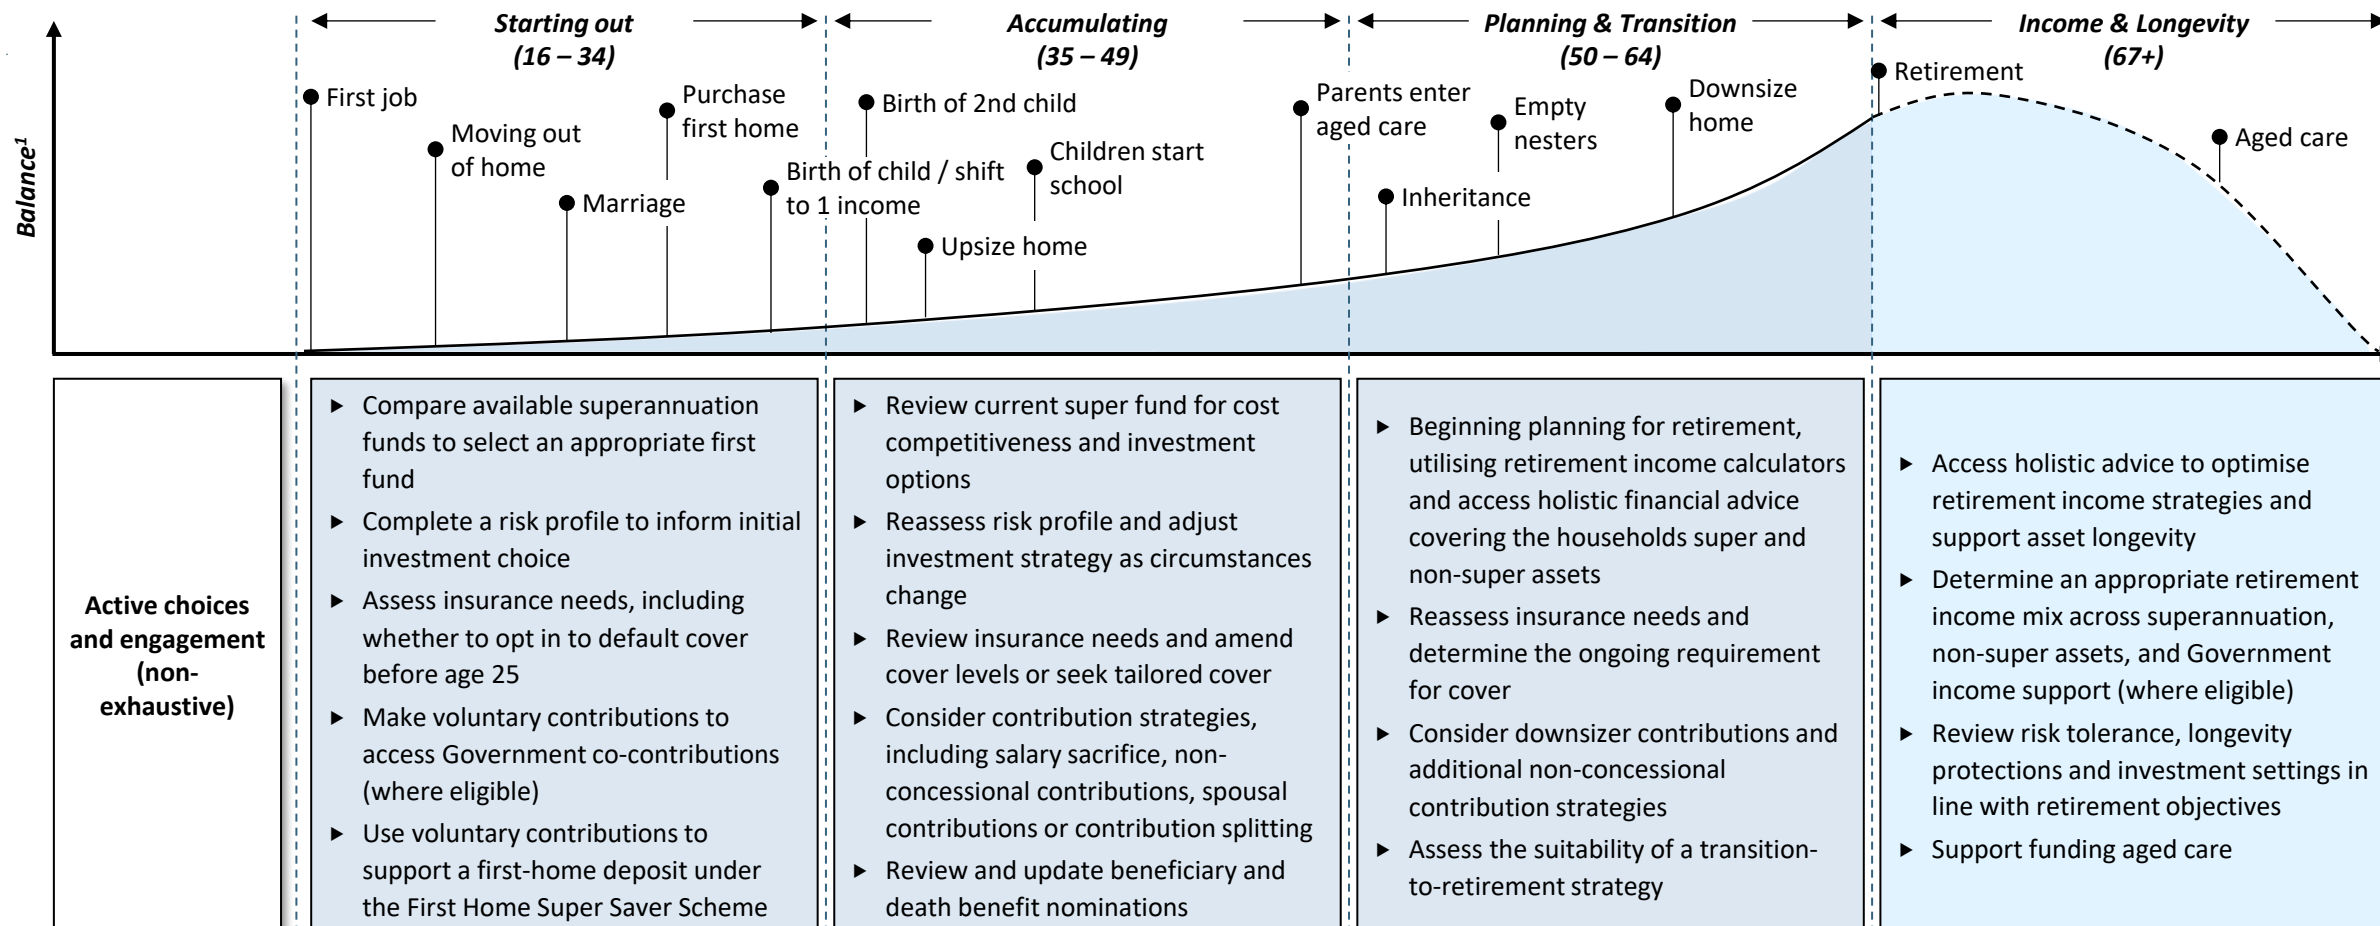 Starting out
(16 – 34)
Accumulating
(35 – 49)
Planning & Transition
(50 – 64)
Income & Longevity
(67+)
Balance¹
First job
Moving out
of home
Marriage
Purchase
first home
Birth of child / shift
to 1 income
Birth of 2nd child
Upsize home
Children start
school
Parents enter
aged care
Inheritance
Empty
nesters
Downsize
home
Retirement
Aged care
Active choices
and engagement
(non-
exhaustive)
► Compare available superannuation
funds to select an appropriate first
fund
► Complete a risk profile to inform initial
investment choice
► Assess insurance needs, including
whether to opt in to default cover
before age 25
► Make voluntary contributions to
access Government co-contributions
(where eligible)
► Use voluntary contributions to
support a first-home deposit under
the First Home Super Saver Scheme
► Review current super fund for cost
competitiveness and investment
options
► Reassess risk profile and adjust
investment strategy as circumstances
change
► Review insurance needs and amend
cover levels or seek tailored cover
► Consider contribution strategies,
including salary sacrifice, non-
concessional contributions, spousal
contributions or contribution splitting
► Review and update beneficiary and
death benefit nominations
► Beginning planning for retirement,
utilising retirement income calculators
and access holistic financial advice
covering the households super and
non-super assets
► Reassess insurance needs and
determine the ongoing requirement
for cover
► Consider downsizer contributions and
additional non-concessional
contribution strategies
► Assess the suitability of a transition-
to-retirement strategy
► Access holistic advice to optimise
retirement income strategies and
support asset longevity
► Determine an appropriate retirement
income mix across superannuation,
non-super assets, and Government
income support (where eligible)
► Review risk tolerance, longevity
protections and investment settings in
line with retirement objectives
► Support funding aged care